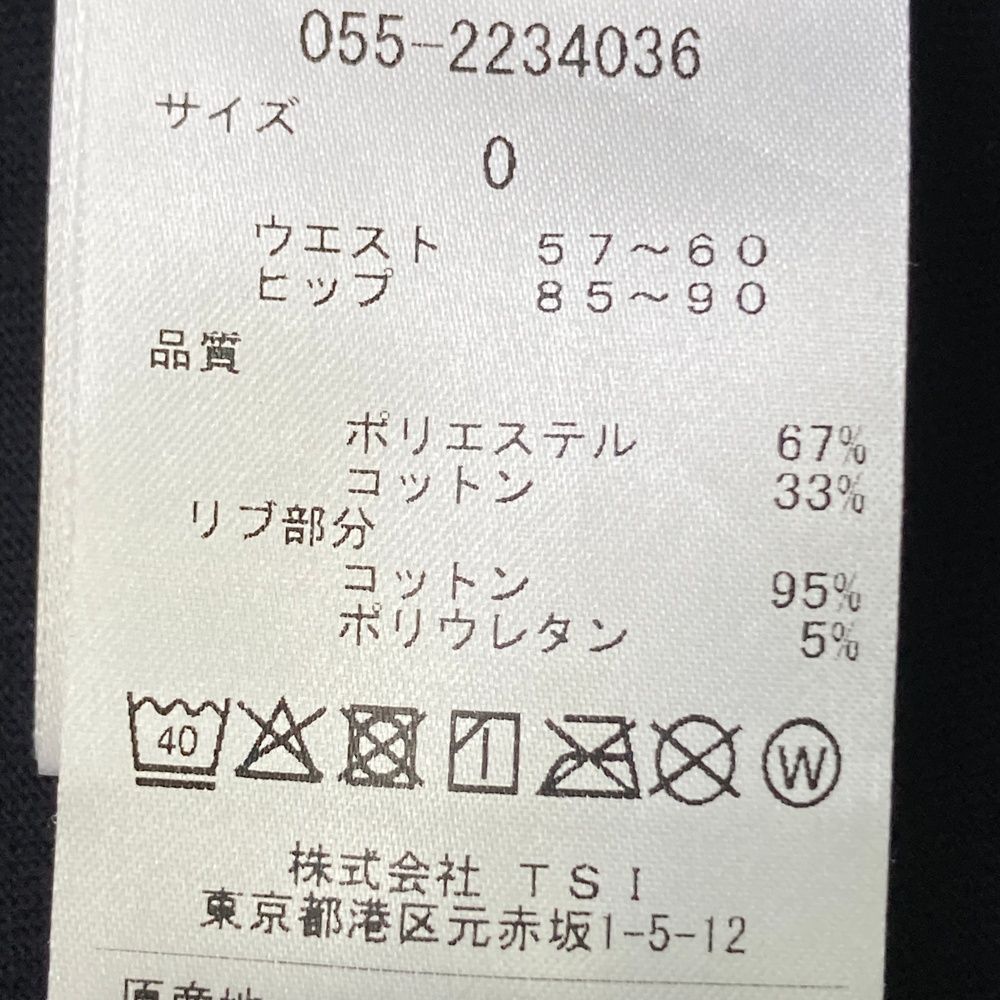 055-2234036
サイズ
0
ウエスト 57～60
ヒップ 85～90
品質
ポリエステル 67%
コットン 33%
リブ部分
コットン 95%
ポリウレタン 5%
40
W
株式会社 TSI
東京都港区元赤坂1-5-12
原産地